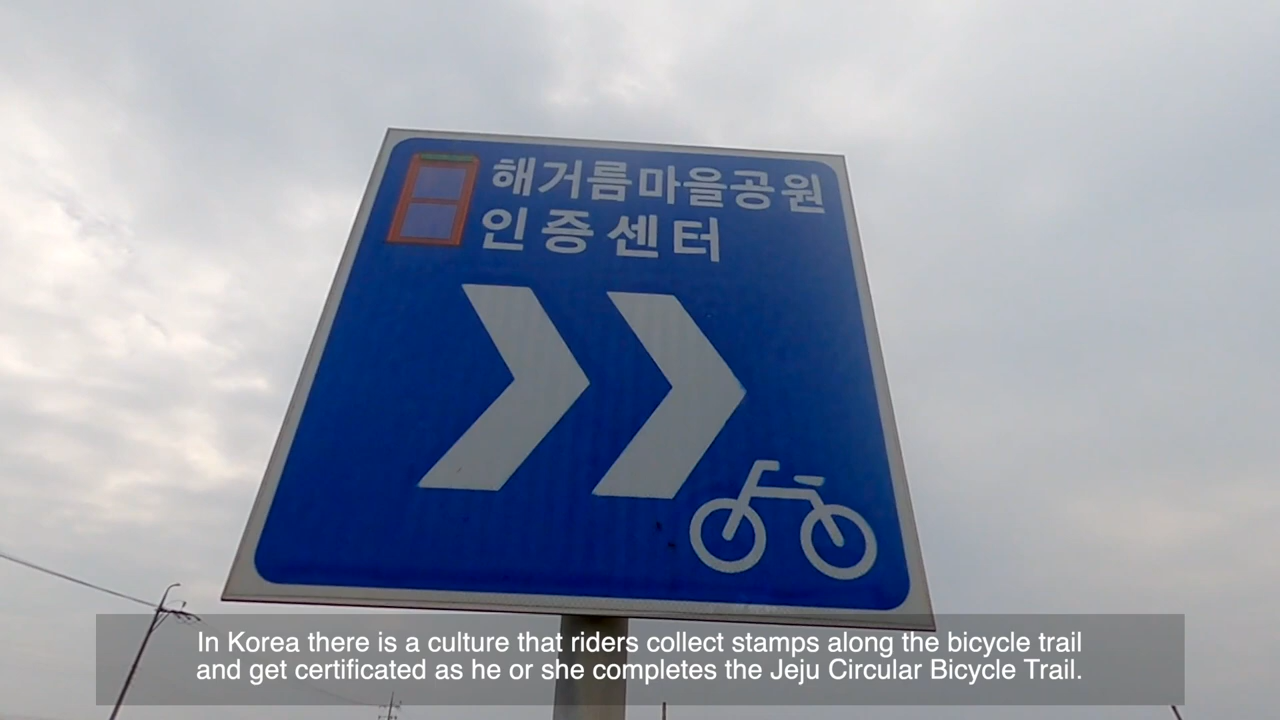 해거름마을공원
인증센터
In Korea there is a culture that riders collect stamps along the bicycle trail
and get certificated as he or she completes the Jeju Circular Bicycle Trail.